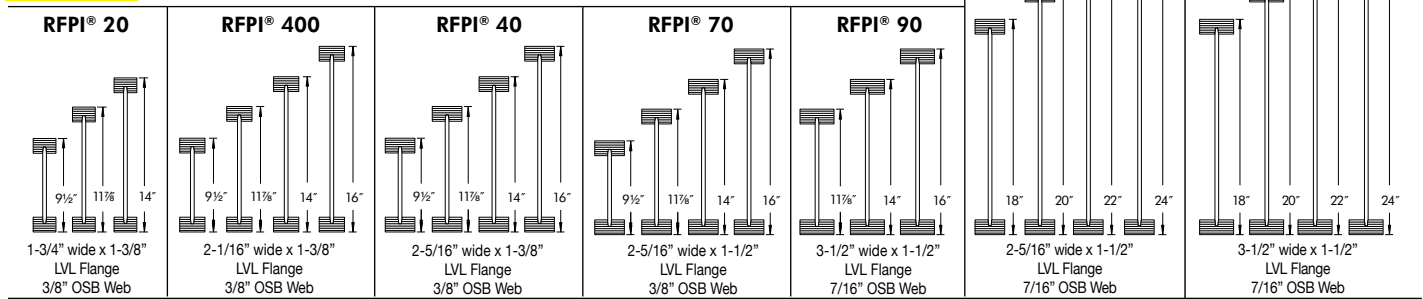 RFPI® 20
9½″ 11⅞″ 14″
1-3/4” wide x 1-3/8”
LVL Flange
3/8” OSB Web
RFPI® 400
9½″ 11⅞″ 14″ 16″
2-1/16” wide x 1-3/8”
LVL Flange
3/8” OSB Web
RFPI® 40
9½″ 11⅞″ 14″ 16″
2-5/16” wide x 1-3/8”
LVL Flange
3/8” OSB Web
RFPI® 70
9½″ 11⅞″ 14″ 16″
2-5/16” wide x 1-1/2”
LVL Flange
3/8” OSB Web
RFPI® 90
11⅞″ 14″ 16″
3-1/2” wide x 1-1/2”
LVL Flange
7/16” OSB Web
18″ 20″ 22″ 24″
2-5/16” wide x 1-1/2”
LVL Flange
7/16” OSB Web
18″ 20″ 22″ 24″
3-1/2” wide x 1-1/2”
LVL Flange
7/16” OSB Web